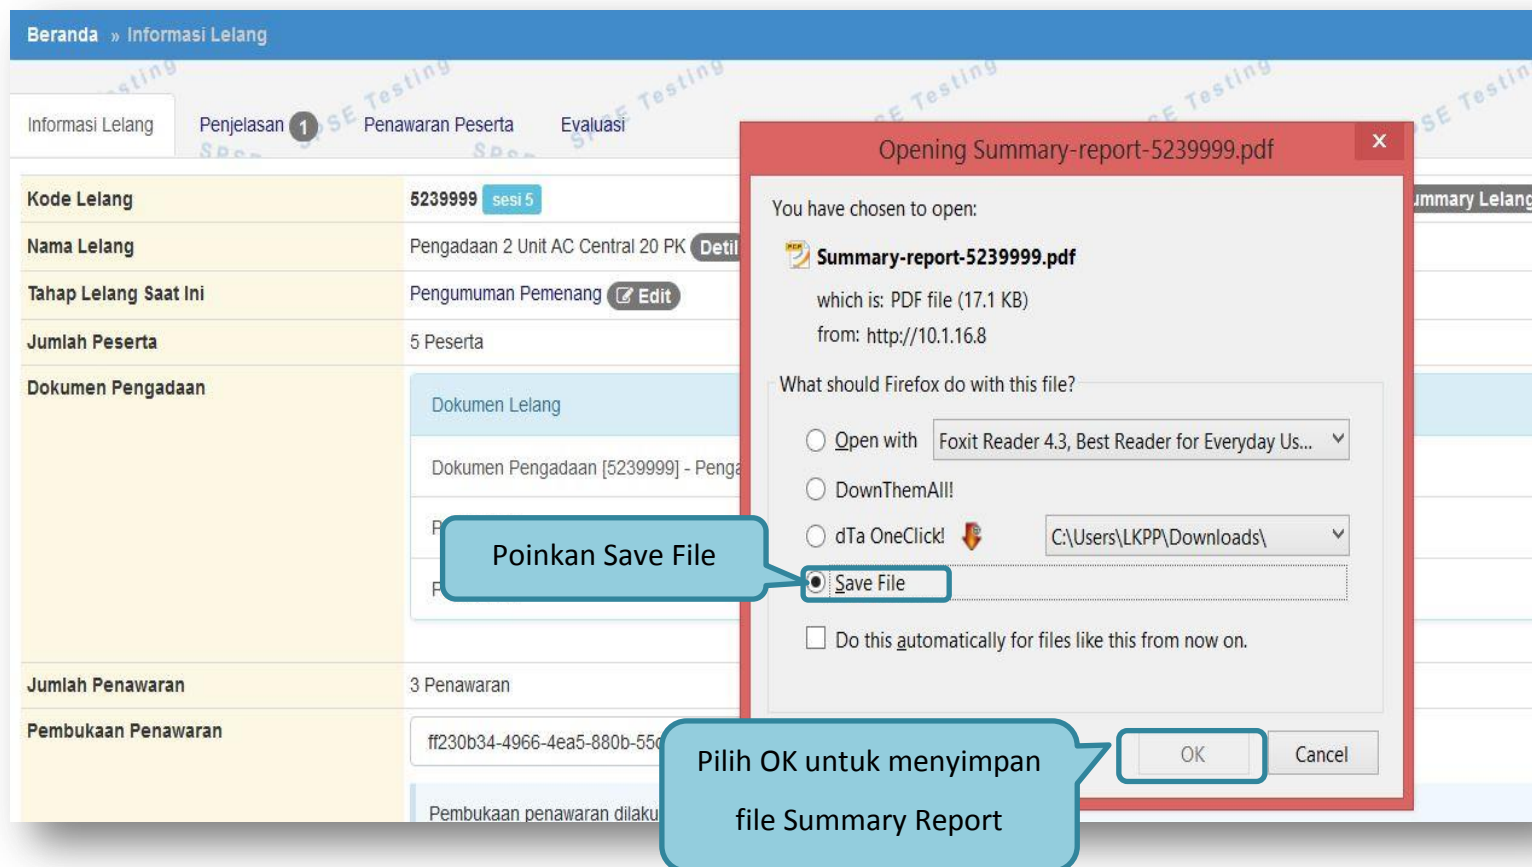 Beranda » Informasi Lelang
Informasi Lelang Penjelasan 1 Penawaran Peserta Evaluasi
SPSE Testing
Kode Lelang 5239999 sesi 5 ummary Lelang
Nama Lelang Pengadaan 2 Unit AC Central 20 PK Detil
Tahap Lelang Saat Ini Pengumuman Pemenang Edit
Jumlah Peserta 5 Peserta
Dokumen Pengadaan
Dokumen Lelang
Dokumen Pengadaan [5239999] - Penga
Jumlah Penawaran 3 Penawaran
Pembukaan Penawaran
ff230b34-4966-4ea5-880b-55c
Pembukaan penawaran dilaku
Opening Summary-report-5239999.pdf
x
You have chosen to open:
Summary-report-5239999.pdf
which is: PDF file (17.1 KB)
from: http://10.1.16.8
What should Firefox do with this file?
Open with Foxit Reader 4.3, Best Reader for Everyday Us...
DownThemAll!
dTa OneClick! C:\Users\LKPP\Downloads\
Save File
Do this automatically for files like this from now on.
OK Cancel
Poinkan Save File
Pilih OK untuk menyimpan
file Summary Report